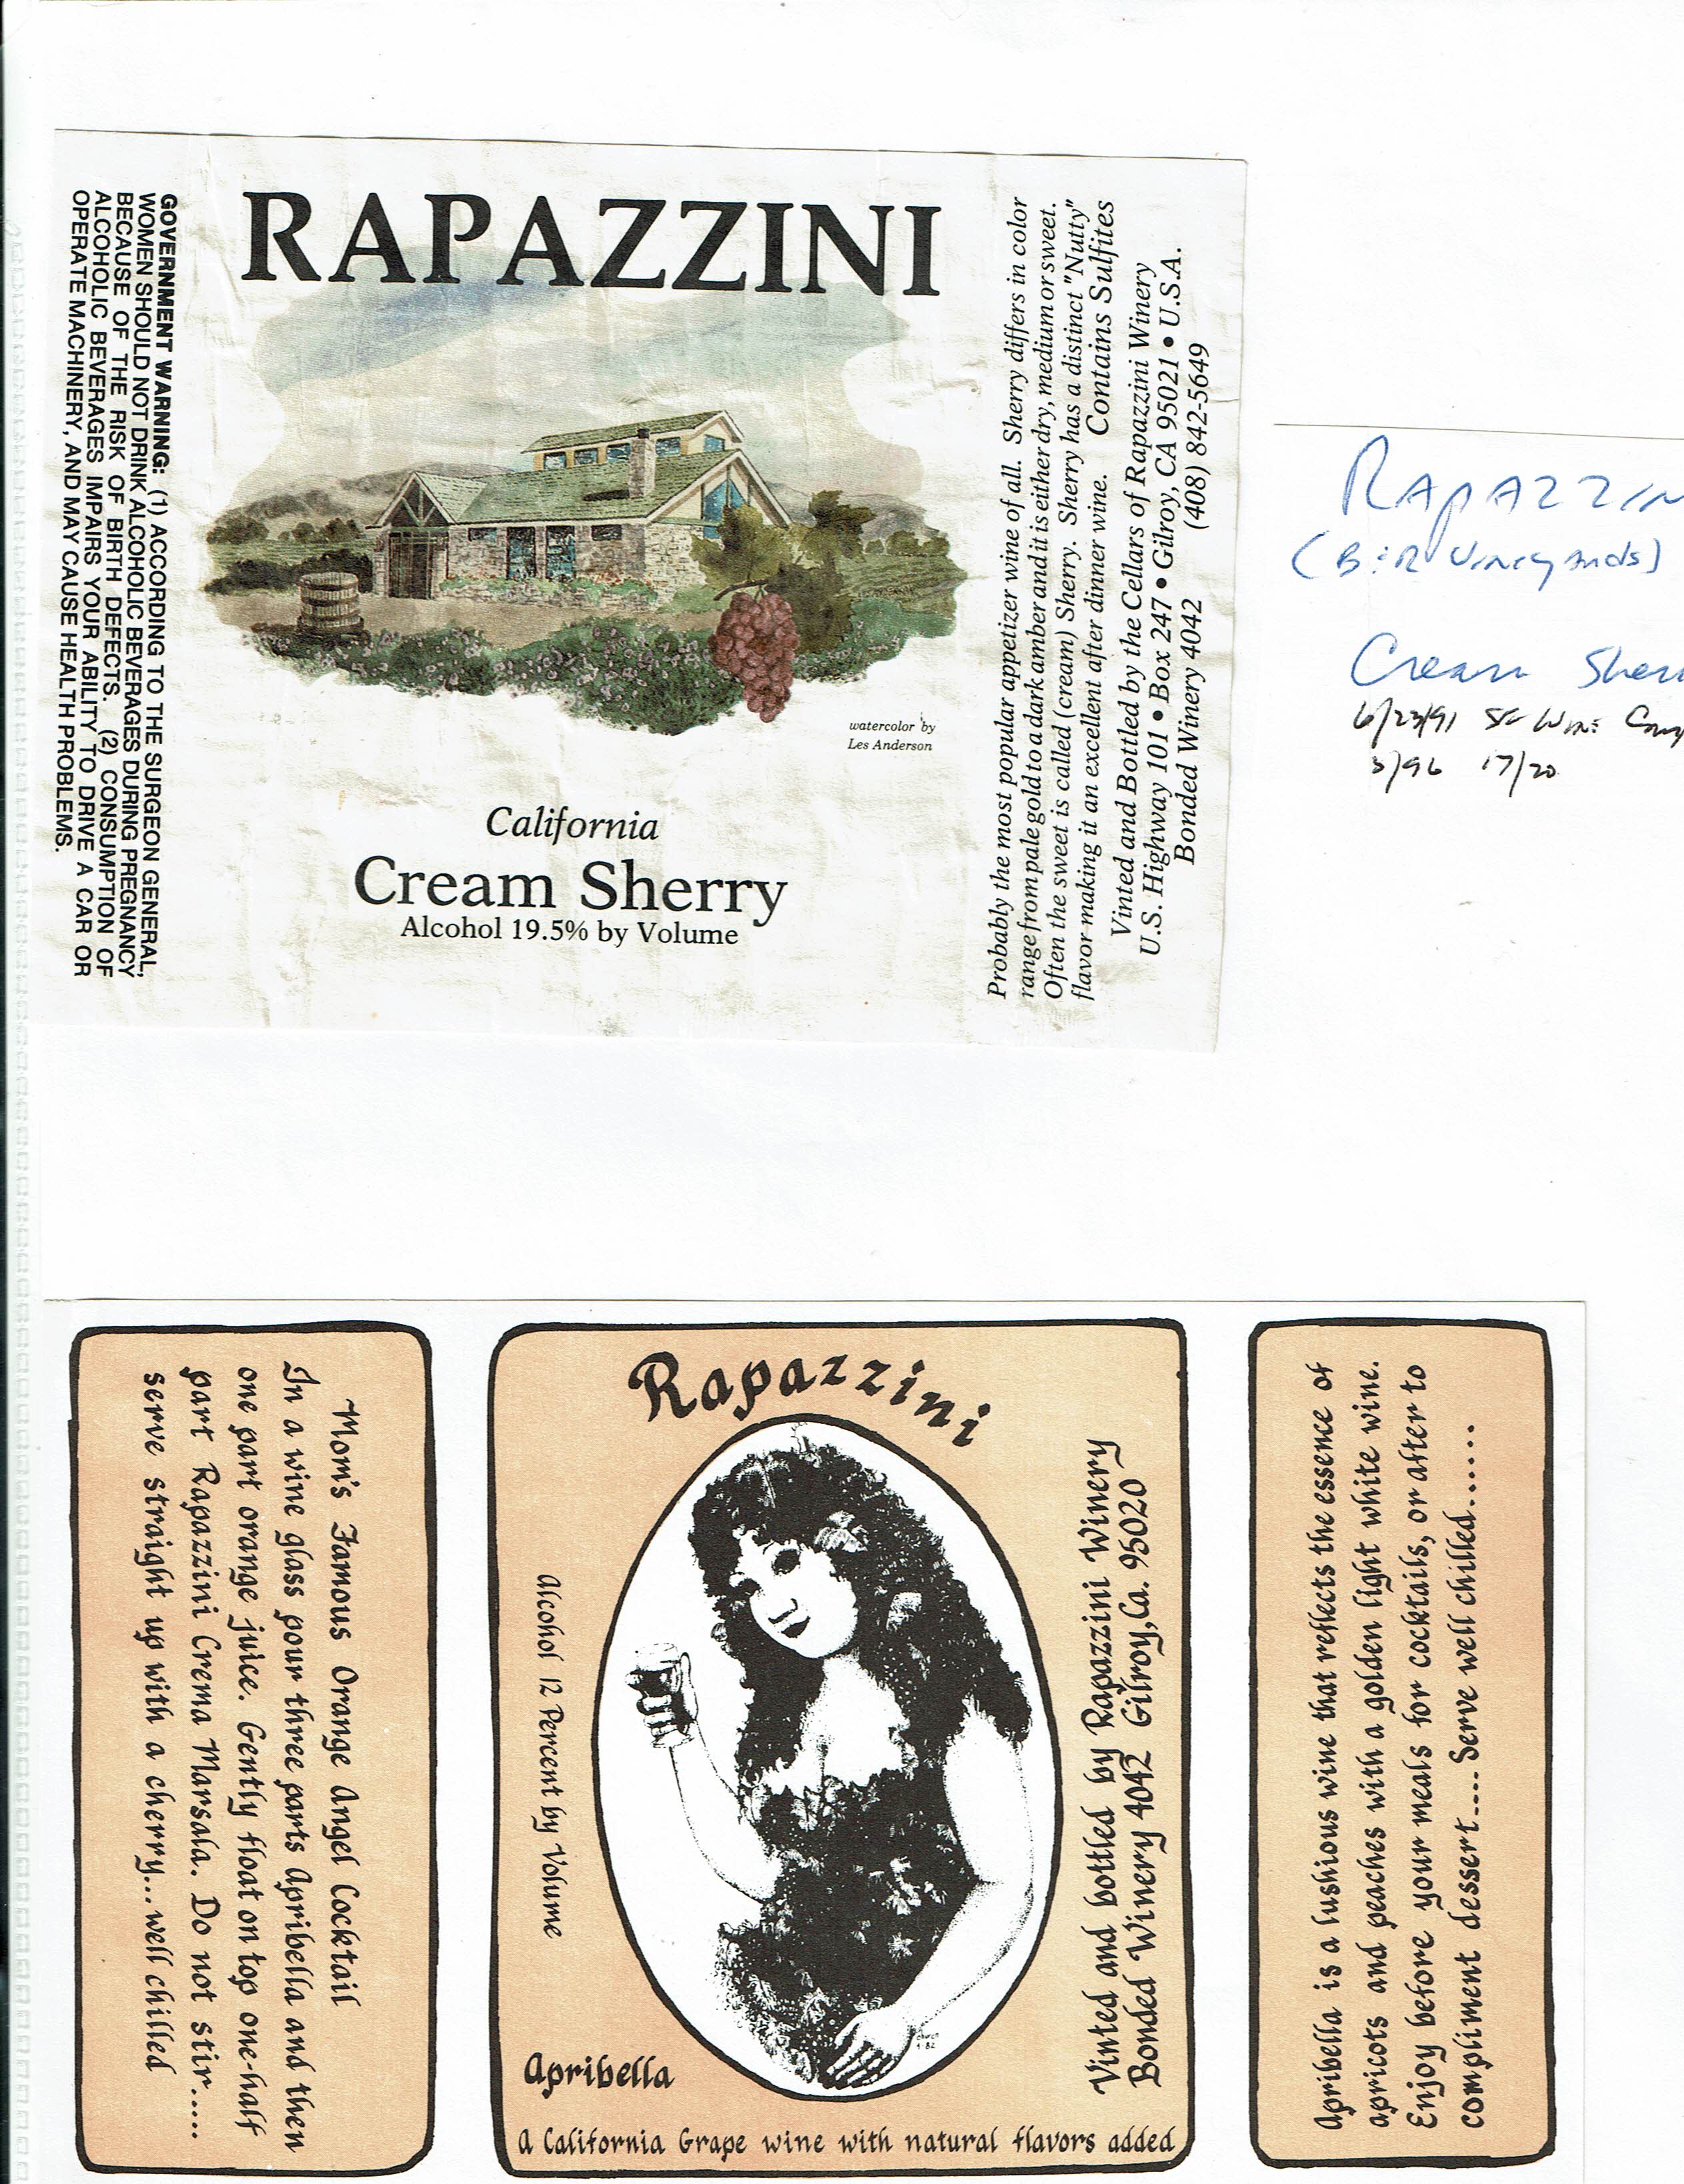 RAPAZZINI
watercolor by
Les Anderson
California
Cream Sherry
Alcohol 19.5% by Volume
GOVERNMENT WARNING: (1) ACCORDING TO THE SURGEON GENERAL,
WOMEN SHOULD NOT DRINK ALCOHOLIC BEVERAGES DURING PREGNANCY
BECAUSE OF THE RISK OF BIRTH DEFECTS. (2) CONSUMPTION OF
ALCOHOLIC BEVERAGES IMPAIRS YOUR ABILITY TO DRIVE A CAR OR
OPERATE MACHINERY, AND MAY CAUSE HEALTH PROBLEMS.
Probably the most popular appetizer wine of all. Sherry differs in color
range from pale gold to a dark amber and it is either dry, medium or sweet.
Often the sweet is called (cream) Sherry. Sherry has a distinct "Nutty"
flavor making it an excellent after dinner wine. Contains Sulfites
Vinted and Bottled by the Cellars of Rapazzini Winery
U.S. Highway 101 • Box 247 • Gilroy, CA 95021 • U.S.A.
Bonded Winery 4042 (408) 842-5649
RAPAZZIN
(B&R Vineyards)
Cream Sher
6/23/91 SF Wine Com
3/96 17/20
Mom's Famous Orange Angel Cocktail
In a wine glass pour three parts Apribella and then
one part orange juice. Gently float on top one-half
part Rapazzini Crema Marsala. Do not stir.....
serve straight up with a cherry... well chilled
Rapazzini
Alcohol 12 Percent by Volume
Vinted and bottled by Rapazzini Winery
Bonded Winery 4042 Gilroy, Ca. 95020
Apribella
a California Grape wine with natural flavors added
Apribella is a lushious wine that reflects the essence of
apricots and peaches with a golden light white wine.
Enjoy before your meals for cocktails, or after to
compliment dessert.....Serve well chilled......